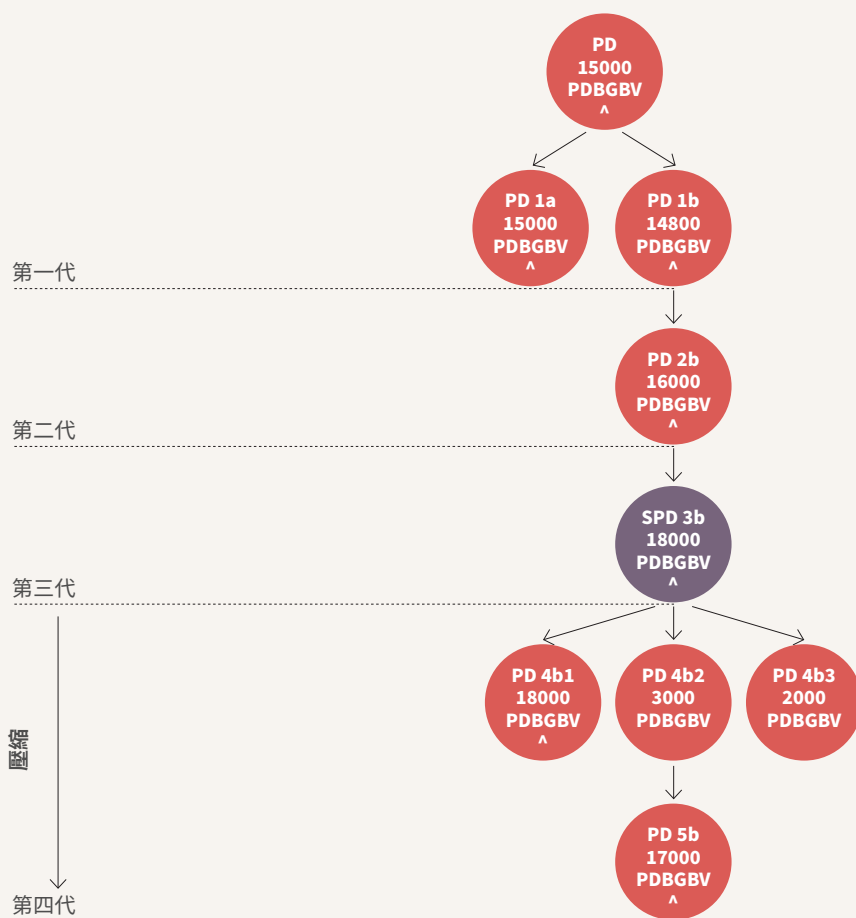 PD
15000
PDBGBV
^
PD 1a
15000
PDBGBV
^
PD 1b
14800
PDBGBV
^
第一代
PD 2b
16000
PDBGBV
^
第二代
SPD 3b
18000
PDBGBV
^
第三代
PD 4b1
18000
PDBGBV
^
PD 4b2
3000
PDBGBV
PD 4b3
2000
PDBGBV
壓縮
PD 5b
17000
PDBGBV
^
第四代